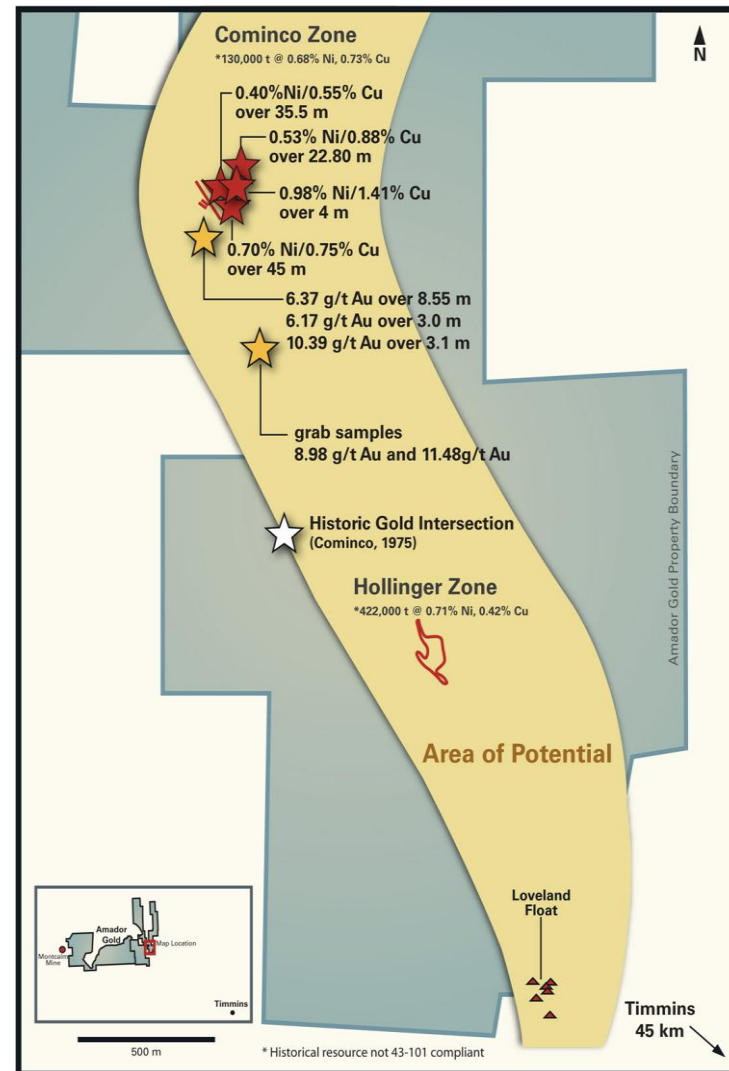 Cominco Zone
*130,000 t @ 0.68% Ni, 0.73% Cu
N
0.40%Ni/0.55% Cu
over 35.5 m
0.53% Ni/0.88% Cu
over 22.80 m
0.98% Ni/1.41% Cu
over 4 m
0.70% Ni/0.75% Cu
over 45 m
6.37 g/t Au over 8.55 m
6.17 g/t Au over 3.0 m
10.39 g/t Au over 3.1 m
grab samples
8.98 g/t Au and 11.48g/t Au
Historic Gold Intersection
(Cominco, 1975)
Hollinger Zone
*422,000 t @ 0.71% Ni, 0.42% Cu
Amador Gold Property Boundary
Area of Potential
Loveland
Float
Amador
Gold
Map Location
Montcalm
Mine
Timmins
Timmins
45 km
500 m
* Historical resource not 43-101 compliant